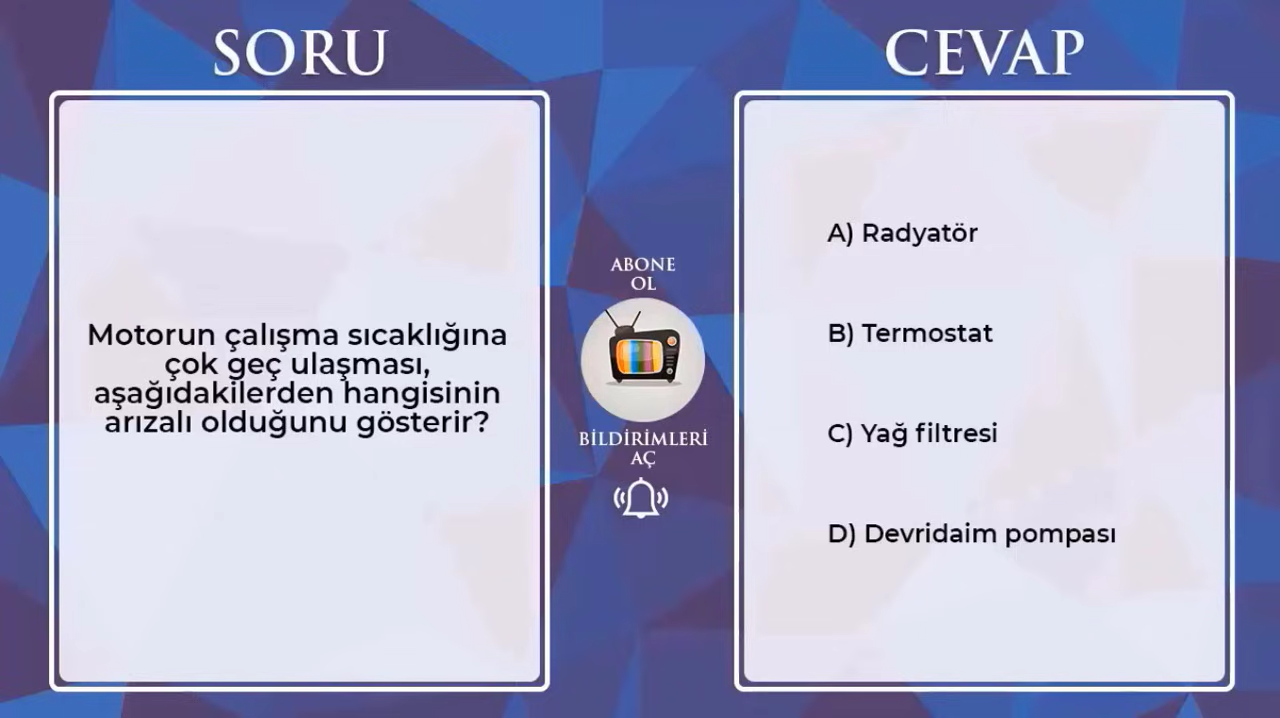 SORU
Motorun çalışma sıcaklığına
çok geç ulaşması,
aşağıdakilerden hangisinin
arızalı olduğunu gösterir?
ABONE
OL
BİLDİRİMLERİ
AÇ
CEVAP
A) Radyatör
B) Termostat
C) Yağ filtresi
D) Devridaim pompası